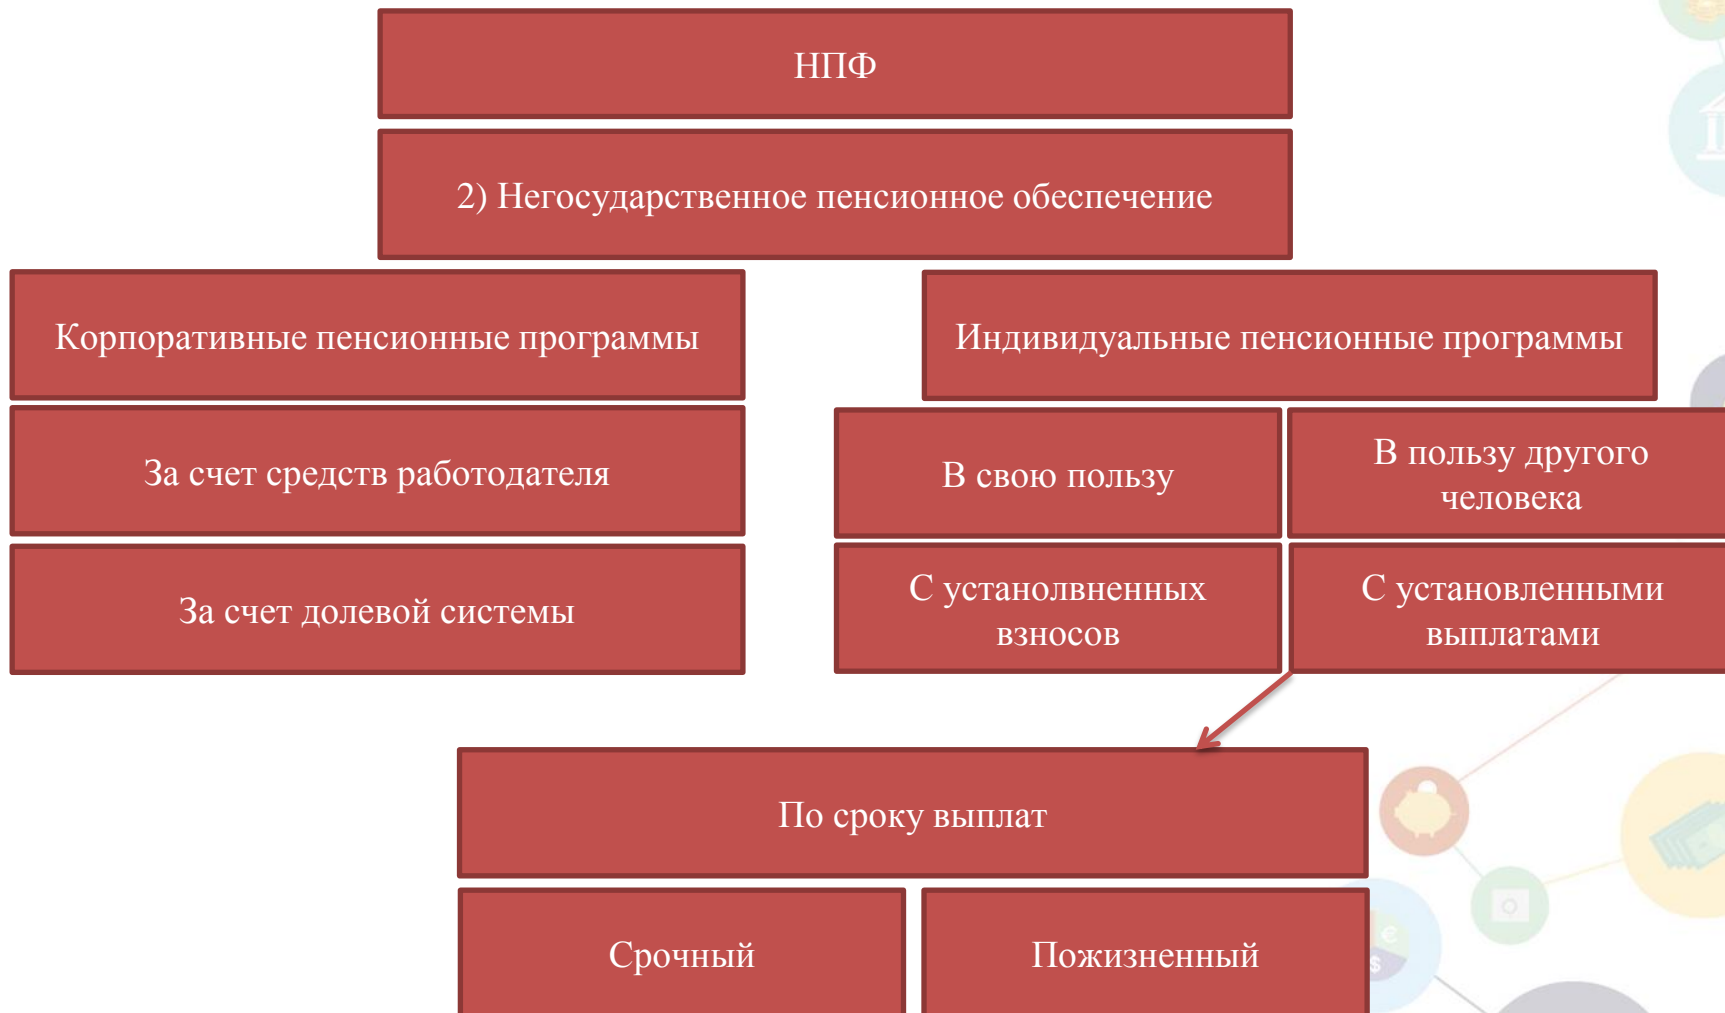 НПФ
2) Негосударственное пенсионное обеспечение
Корпоративные пенсионные программы
Индивидуальные пенсионные программы
За счет средств работодателя
В свою пользу
В пользу другого
человека
За счет долевой системы
С устанолвненных
взносов
С установленными
выплатами
По сроку выплат
Срочный
Пожизненный
€
$